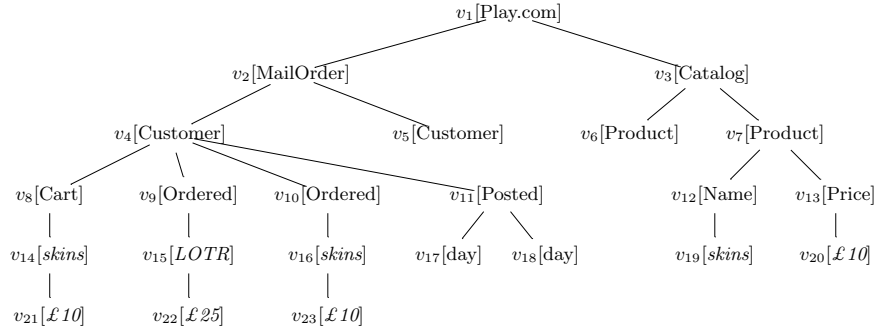 v₁[Play.com]
v₂[MailOrder] v₃[Catalog]
v₄[Customer] v₅[Customer] v₆[Product] v₇[Product]
v₈[Cart] v₉[Ordered] v₁₀[Ordered] v₁₁[Posted] v₁₂[Name] v₁₃[Price]
v₁₄[skins] v₁₅[LOTR] v₁₆[skins] v₁₇[day] v₁₈[day] v₁₉[skins] v₂₀[£10]
v₂₁[£10] v₂₂[£25] v₂₃[£10]